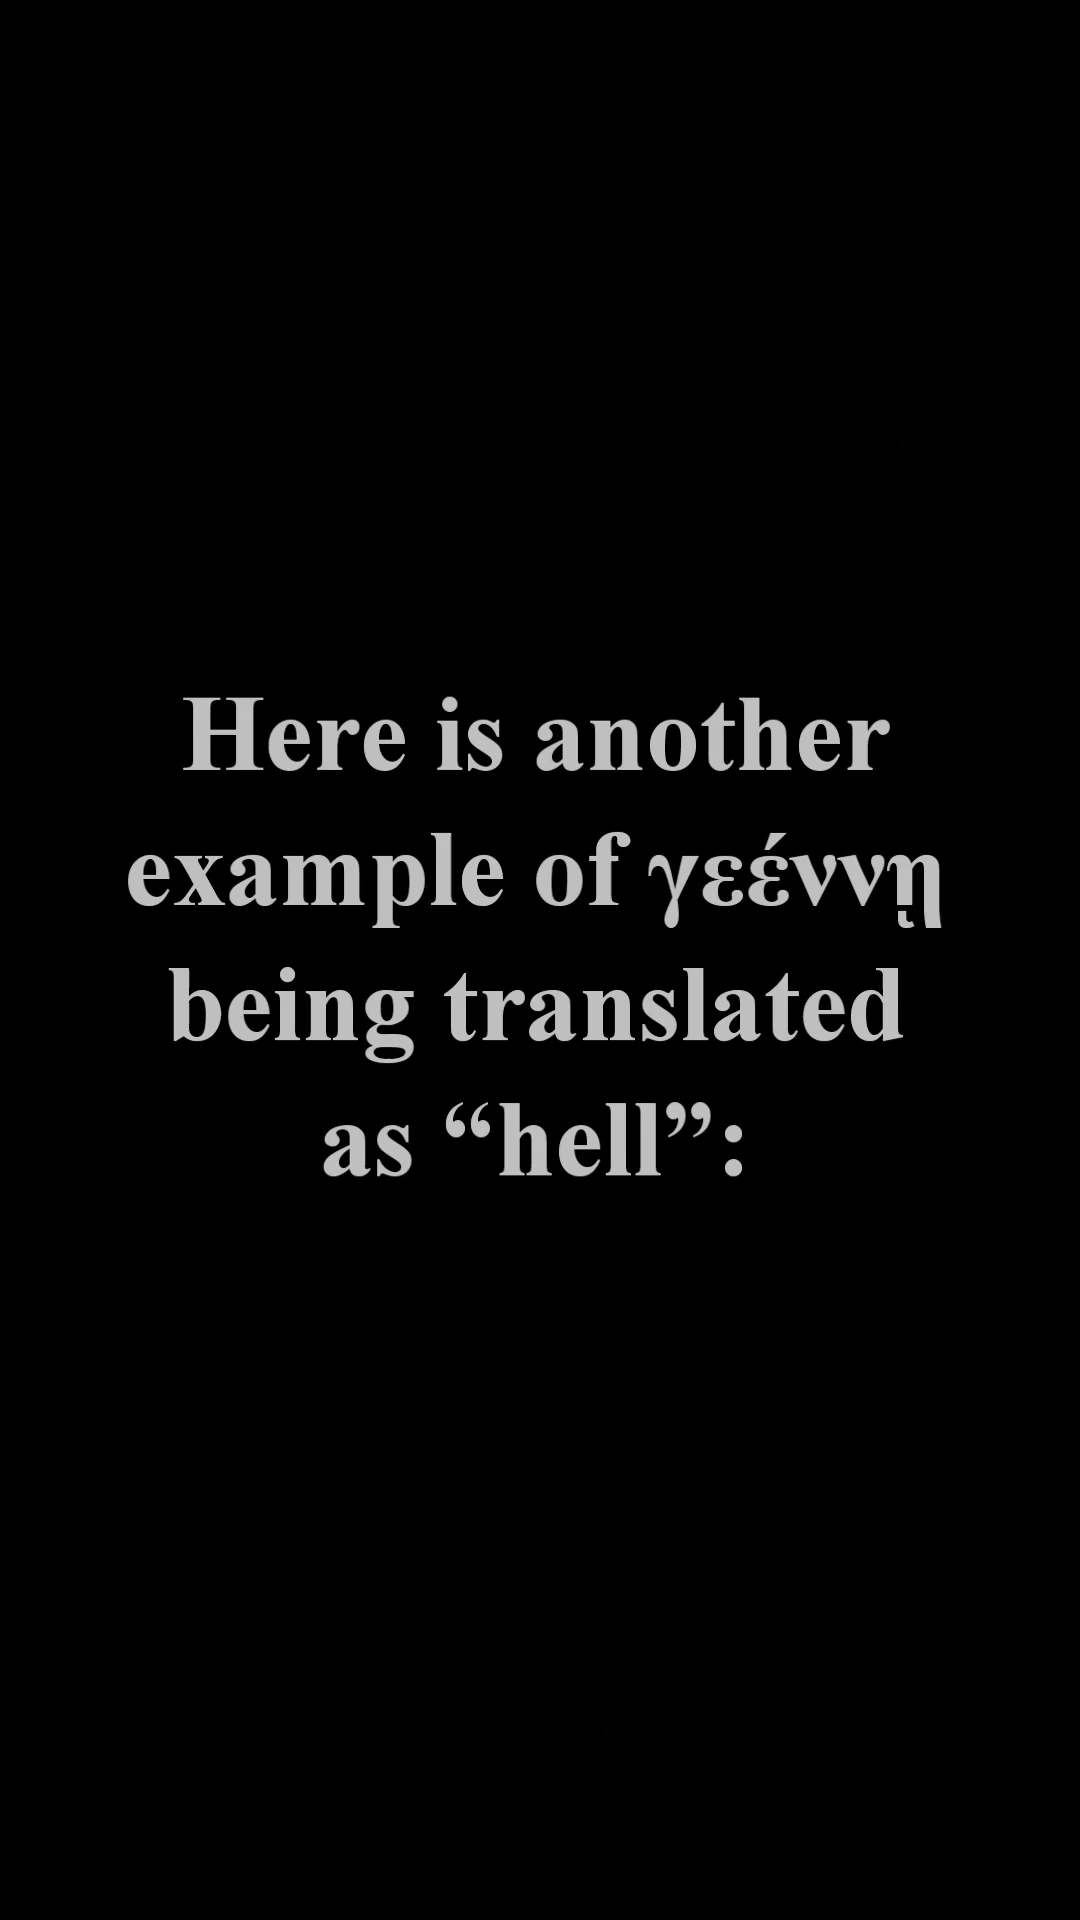 Here is another
example of γεέννῃ
being translated
as “hell”: